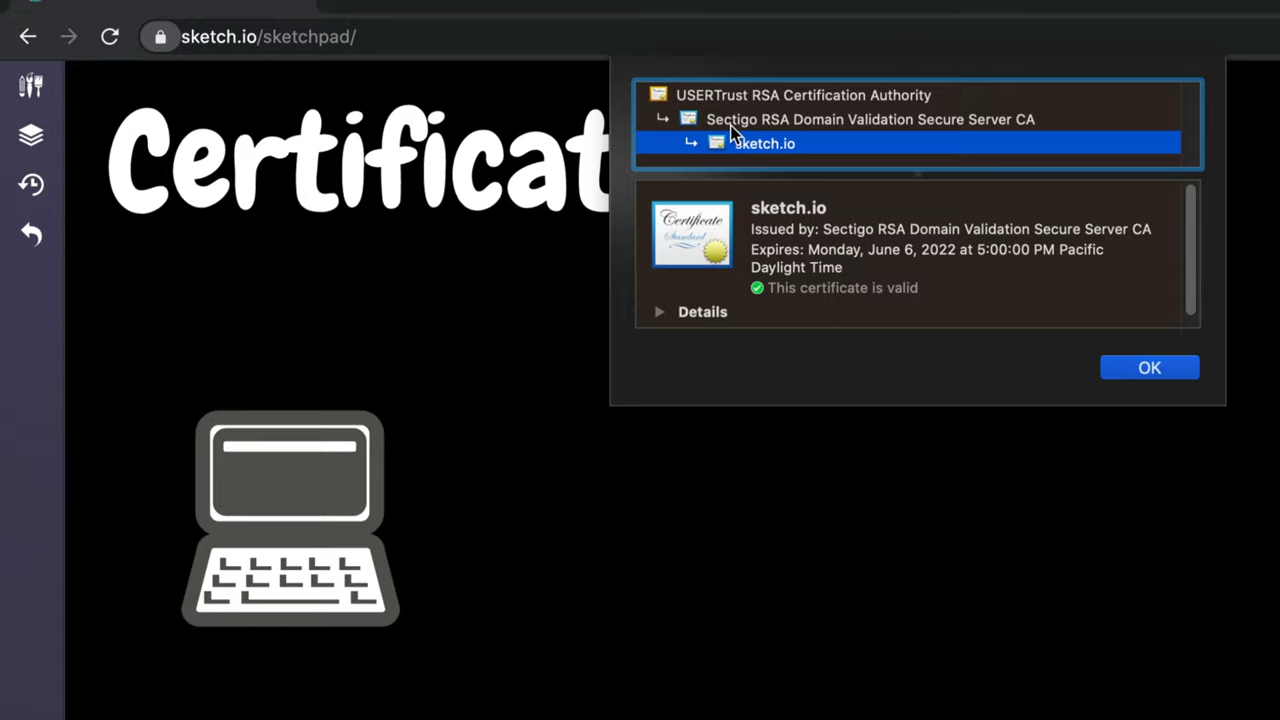 sketch.io/sketchpad/
Certificat
USERTrust RSA Certification Authority
Sectigo RSA Domain Validation Secure Server CA
sketch.io
Certificate
Standard
sketch.io
Issued by: Sectigo RSA Domain Validation Secure Server CA
Expires: Monday, June 6, 2022 at 5:00:00 PM Pacific
Daylight Time
This certificate is valid
Details
OK